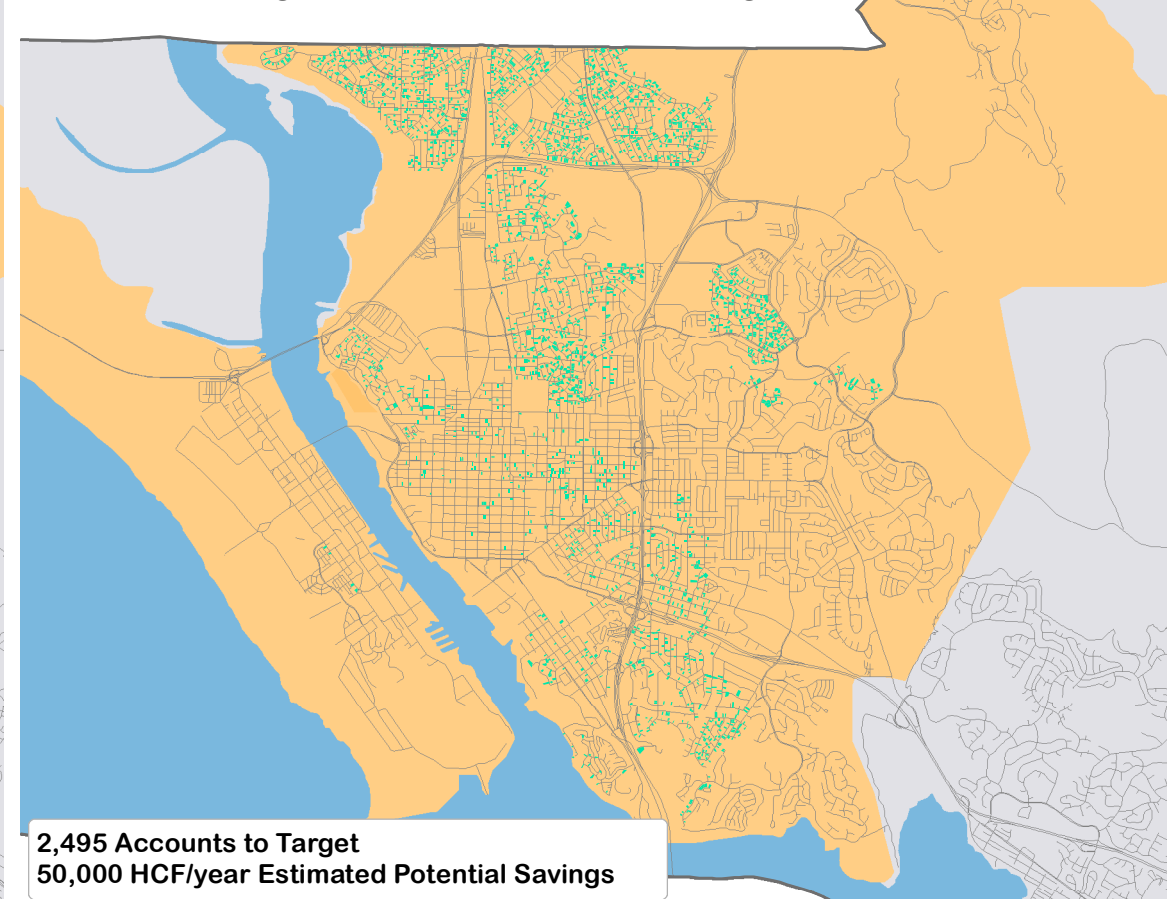 2,495 Accounts to Target
50,000 HCF/year Estimated Potential Savings